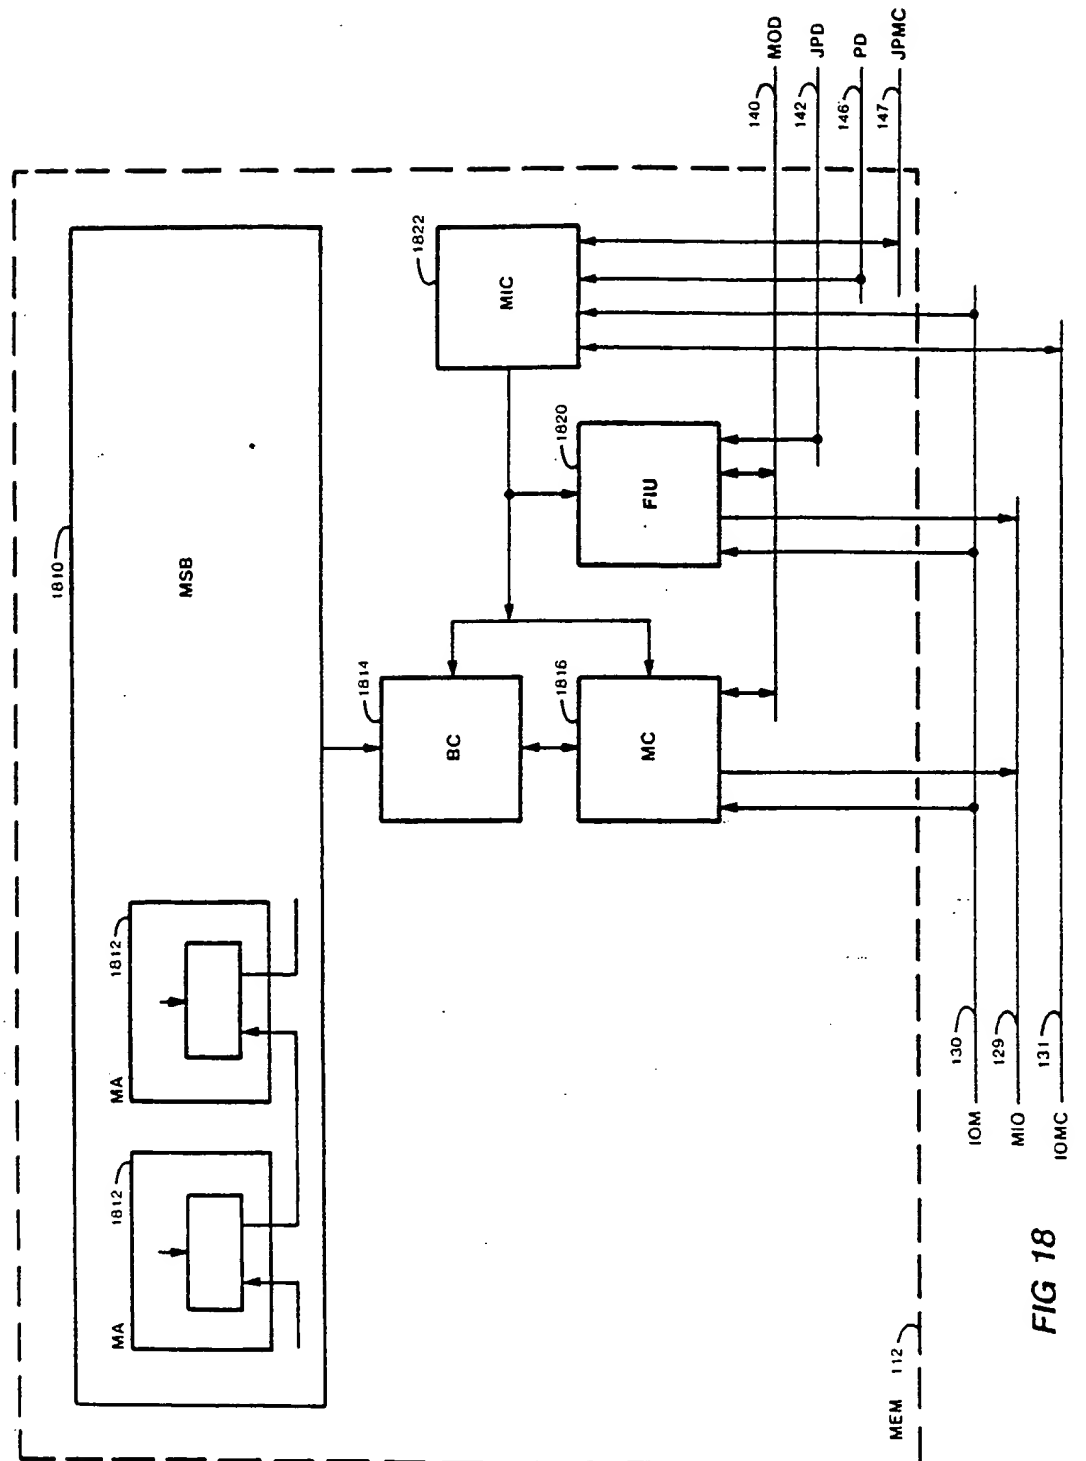 MEM 112
MSB
1810
MA
1812
MA
1812
BC
1814
MC
1816
FIU
1820
MIC
1822
140 MOD
142 JPD
146 PD
147 JPMC
IOM 130
MIO 129
IOMC 131
FIG 18